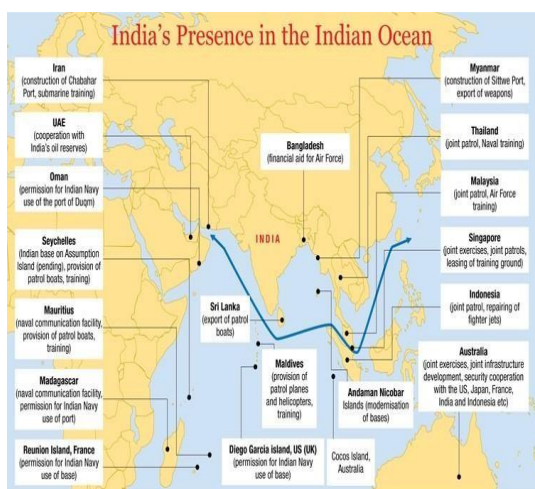 India's Presence in the Indian Ocean
Iran
(construction of Chabahar
Port, submarine training)
UAE
(cooperation with
India's oil reserves)
Oman
(permission for Indian Navy
use of the port of Duqm)
Seychelles
(Indian base on Assumption
Island (pending), provision of
patrol boats, training)
Mauritius
(naval communication facility,
provision of patrol boats,
training)
Madagascar
(naval communication facility,
permission for Indian Navy
use of port)
Reunion Island, France
(permission for Indian Navy
use of base)
Bangladesh
(financial aid for Air Force)
INDIA
Sri Lanka
(export of patrol
boats)
Maldives
(provision of
patrol planes
and helicopters,
training)
Diego Garcia island, US (UK)
(permission for Indian Navy
use of base)
Andaman Nicobar
Islands (modernisation
of bases)
Cocos Island,
Australia
Myanmar
(construction of Sittwe Port,
export of weapons)
Thailand
(joint patrol, Naval training)
Malaysia
(joint patrol, Air Force
training)
Singapore
(joint exercises, joint patrols,
leasing of training ground)
Indonesia
(joint patrol, repairing of
fighter jets)
Australia
(joint exercises, joint infrastructure
development, security cooperation
with the US, Japan, France,
India and Indonesia etc)